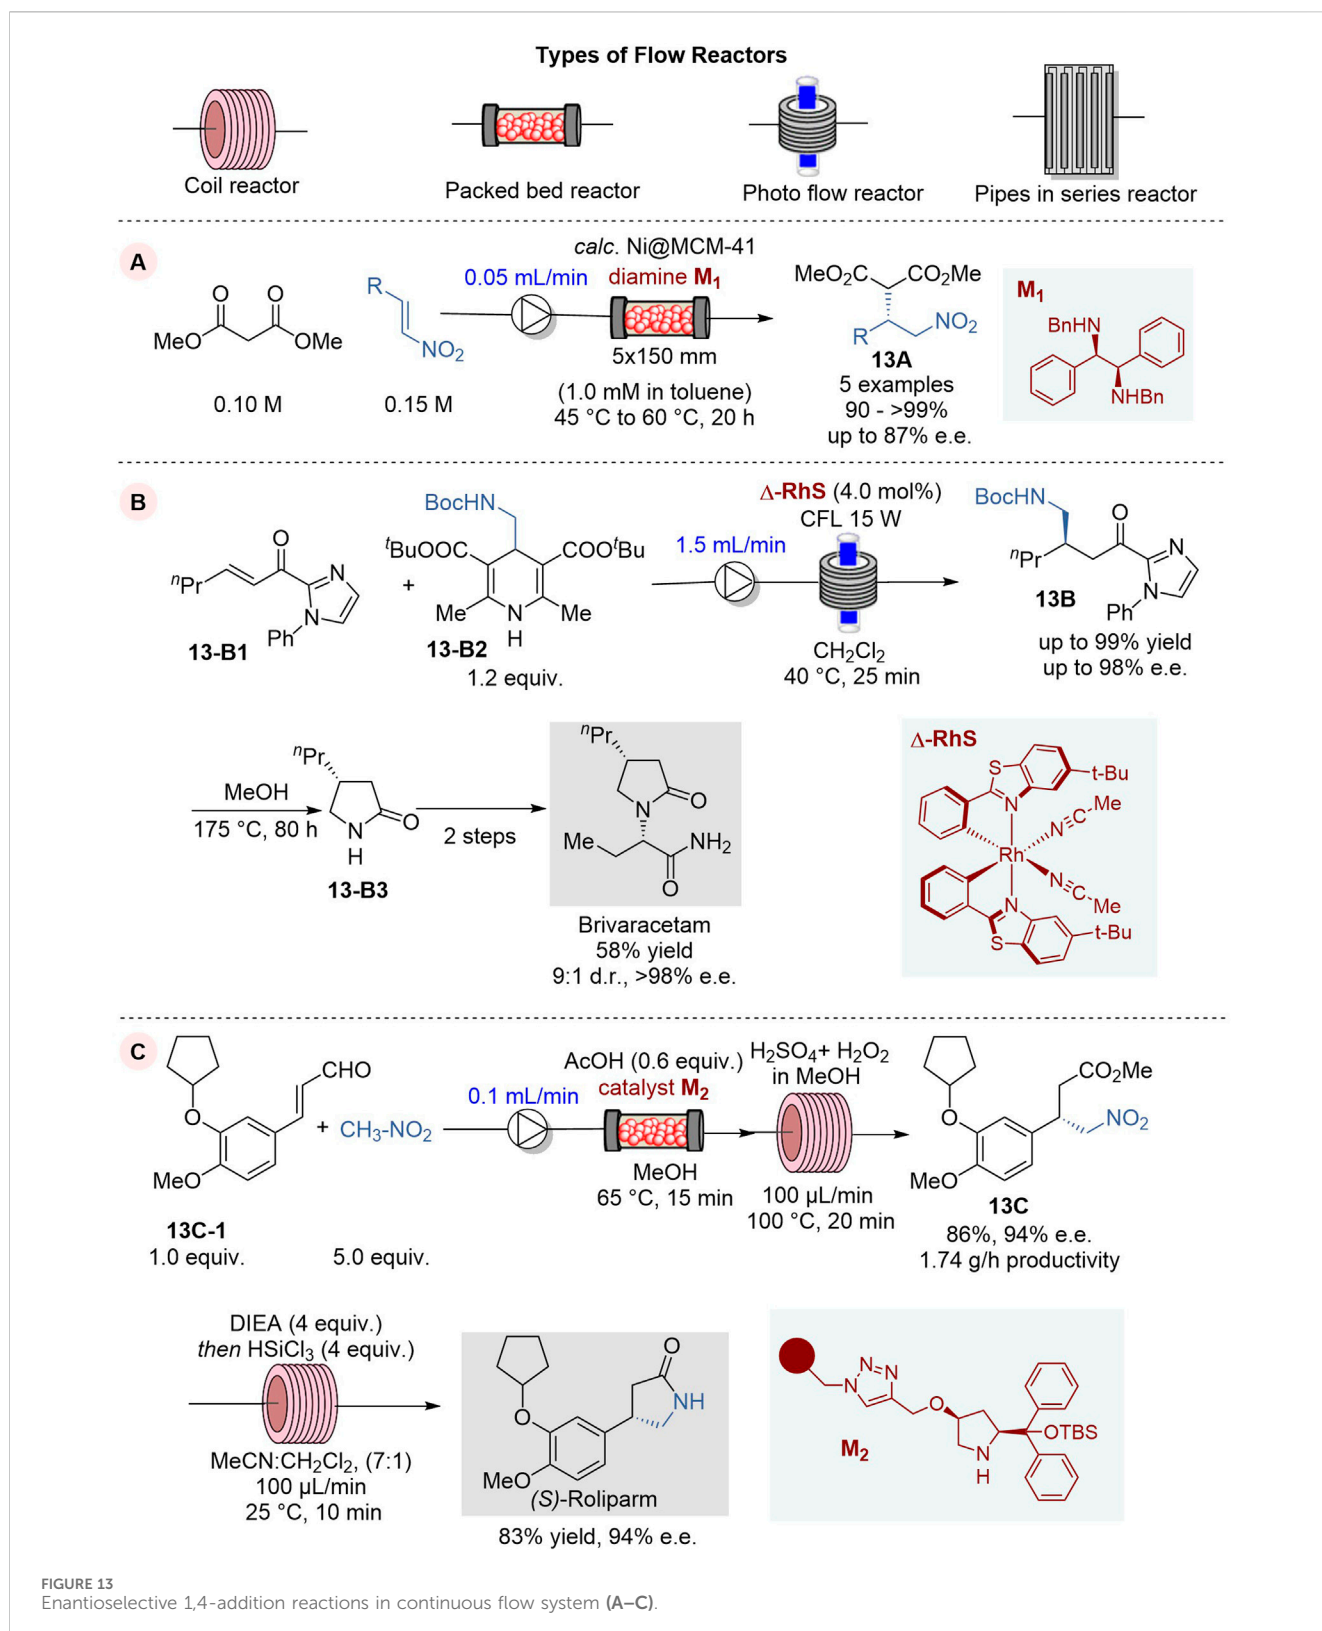 Types of Flow Reactors
Coil reactor
Packed bed reactor
Photo flow reactor
Pipes in series reactor
A
O O
MeO OMe
0.10 M
R
NO2
0.15 M
0.05 mL/min
calc. Ni@MCM-41
diamine M1
5x150 mm
(1.0 mM in toluene)
45 °C to 60 °C, 20 h
MeO2C CO2Me
R NO2
13A
5 examples
90 - >99%
up to 87% e.e.
M1
BnHN
NHBn
B
O
nPr N
N
Ph
13-B1
+
BocHN
tBuOOC COOtBu
Me N Me
H
13-B2
1.2 equiv.
1.5 mL/min
Δ-RhS (4.0 mol%)
CFL 15 W
CH2Cl2
40 °C, 25 min
BocHN
O
nPr N
N
Ph
13B
up to 99% yield
up to 98% e.e.
MeOH
175 °C, 80 h
nPr
N O
H
13-B3
2 steps
nPr
N O
Me NH2
O
Brivaracetam
58% yield
9:1 d.r., >98% e.e.
Δ-RhS
S t-Bu
N
N≡C Me
Rh
N≡C Me
N
S t-Bu
C
CHO
O
MeO
13C-1
1.0 equiv.
+ CH3-NO2
5.0 equiv.
0.1 mL/min
AcOH (0.6 equiv.)
catalyst M2
MeOH
65 °C, 15 min
H2SO4+ H2O2
in MeOH
100 µL/min
100 °C, 20 min
CO2Me
O NO2
MeO
13C
86%, 94% e.e.
1.74 g/h productivity
DIEA (4 equiv.)
then HSiCl3 (4 equiv.)
MeCN:CH2Cl2, (7:1)
100 µL/min
25 °C, 10 min
O
NH
O
MeO
(S)-Roliparm
83% yield, 94% e.e.
N N
N
O
OTBS
N
H
M2
FIGURE 13
Enantioselective 1,4-addition reactions in continuous flow system (A–C).